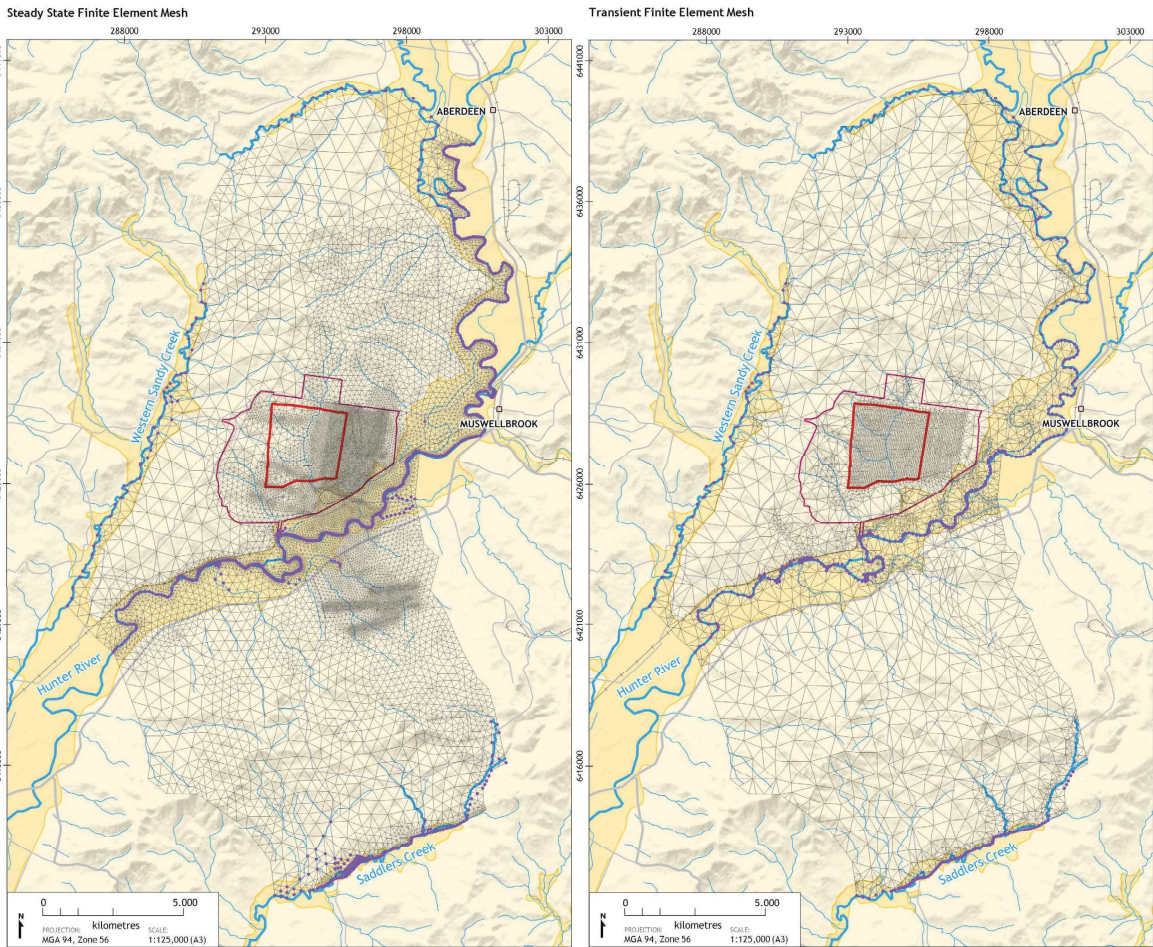 Steady State Finite Element Mesh
288000 293000 298000 303000
ABERDEEN
6436000
6431000
Western Sandy Creek
MUSWELLBROOK
6426000
Hunter River
Saddlers Creek
0 5.000
kilometres
N
PROJECTION: SCALE:
MGA 94, Zone 56 1:125,000 (A3)
Transient Finite Element Mesh
288000 293000 298000 303000
6441000
ABERDEEN
6436000
6431000
Western Sandy Creek
MUSWELLBROOK
6426000
6421000
Hunter River
6416000
Saddlers Creek
0 5.000
kilometres
N
PROJECTION: SCALE:
MGA 94, Zone 56 1:125,000 (A3)